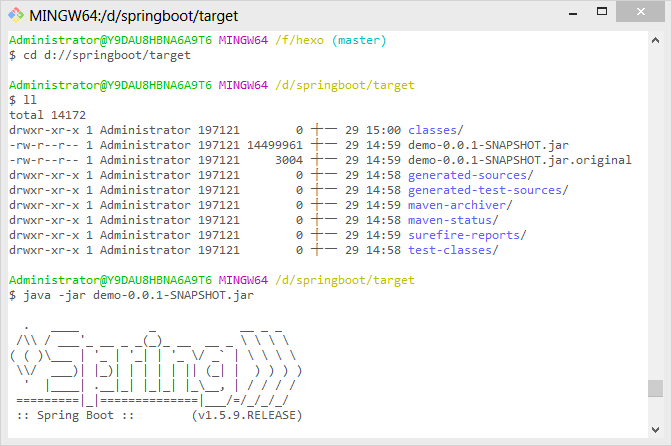 MINGW64:/d/springboot/target
Administrator@Y9DAU8HBNA6A9T6 MINGW64 /f/hexo (master)
$ cd d://springboot/target
Administrator@Y9DAU8HBNA6A9T6 MINGW64 /d/springboot/target
$ ll
total 14172
drwxr-xr-x 1 Administrator 197121        0 十一 29 15:00 classes/
-rw-r--r-- 1 Administrator 197121 14499961 十一 29 14:59 demo-0.0.1-SNAPSHOT.jar
-rw-r--r-- 1 Administrator 197121     3004 十一 29 14:59 demo-0.0.1-SNAPSHOT.jar.original
drwxr-xr-x 1 Administrator 197121        0 十一 29 14:58 generated-sources/
drwxr-xr-x 1 Administrator 197121        0 十一 29 14:58 generated-test-sources/
drwxr-xr-x 1 Administrator 197121        0 十一 29 14:59 maven-archiver/
drwxr-xr-x 1 Administrator 197121        0 十一 29 14:58 maven-status/
drwxr-xr-x 1 Administrator 197121        0 十一 29 14:59 surefire-reports/
drwxr-xr-x 1 Administrator 197121        0 十一 29 14:58 test-classes/
Administrator@Y9DAU8HBNA6A9T6 MINGW64 /d/springboot/target
$ java -jar demo-0.0.1-SNAPSHOT.jar
  .   ____          _            __ _ _
 /\\ / ___'_ __ _ _(_)_ __  __ _ \ \ \ \
( ( )\___ | '_ | '_| | '_ \/ _` | \ \ \ \
 \\/  ___)| |_)| | | | | || (_| |  ) ) ) )
  '  |____| .__|_| |_|_| |_\__, | / / / /
 =========|_|==============|___/=/_/_/_/
 :: Spring Boot ::        (v1.5.9.RELEASE)